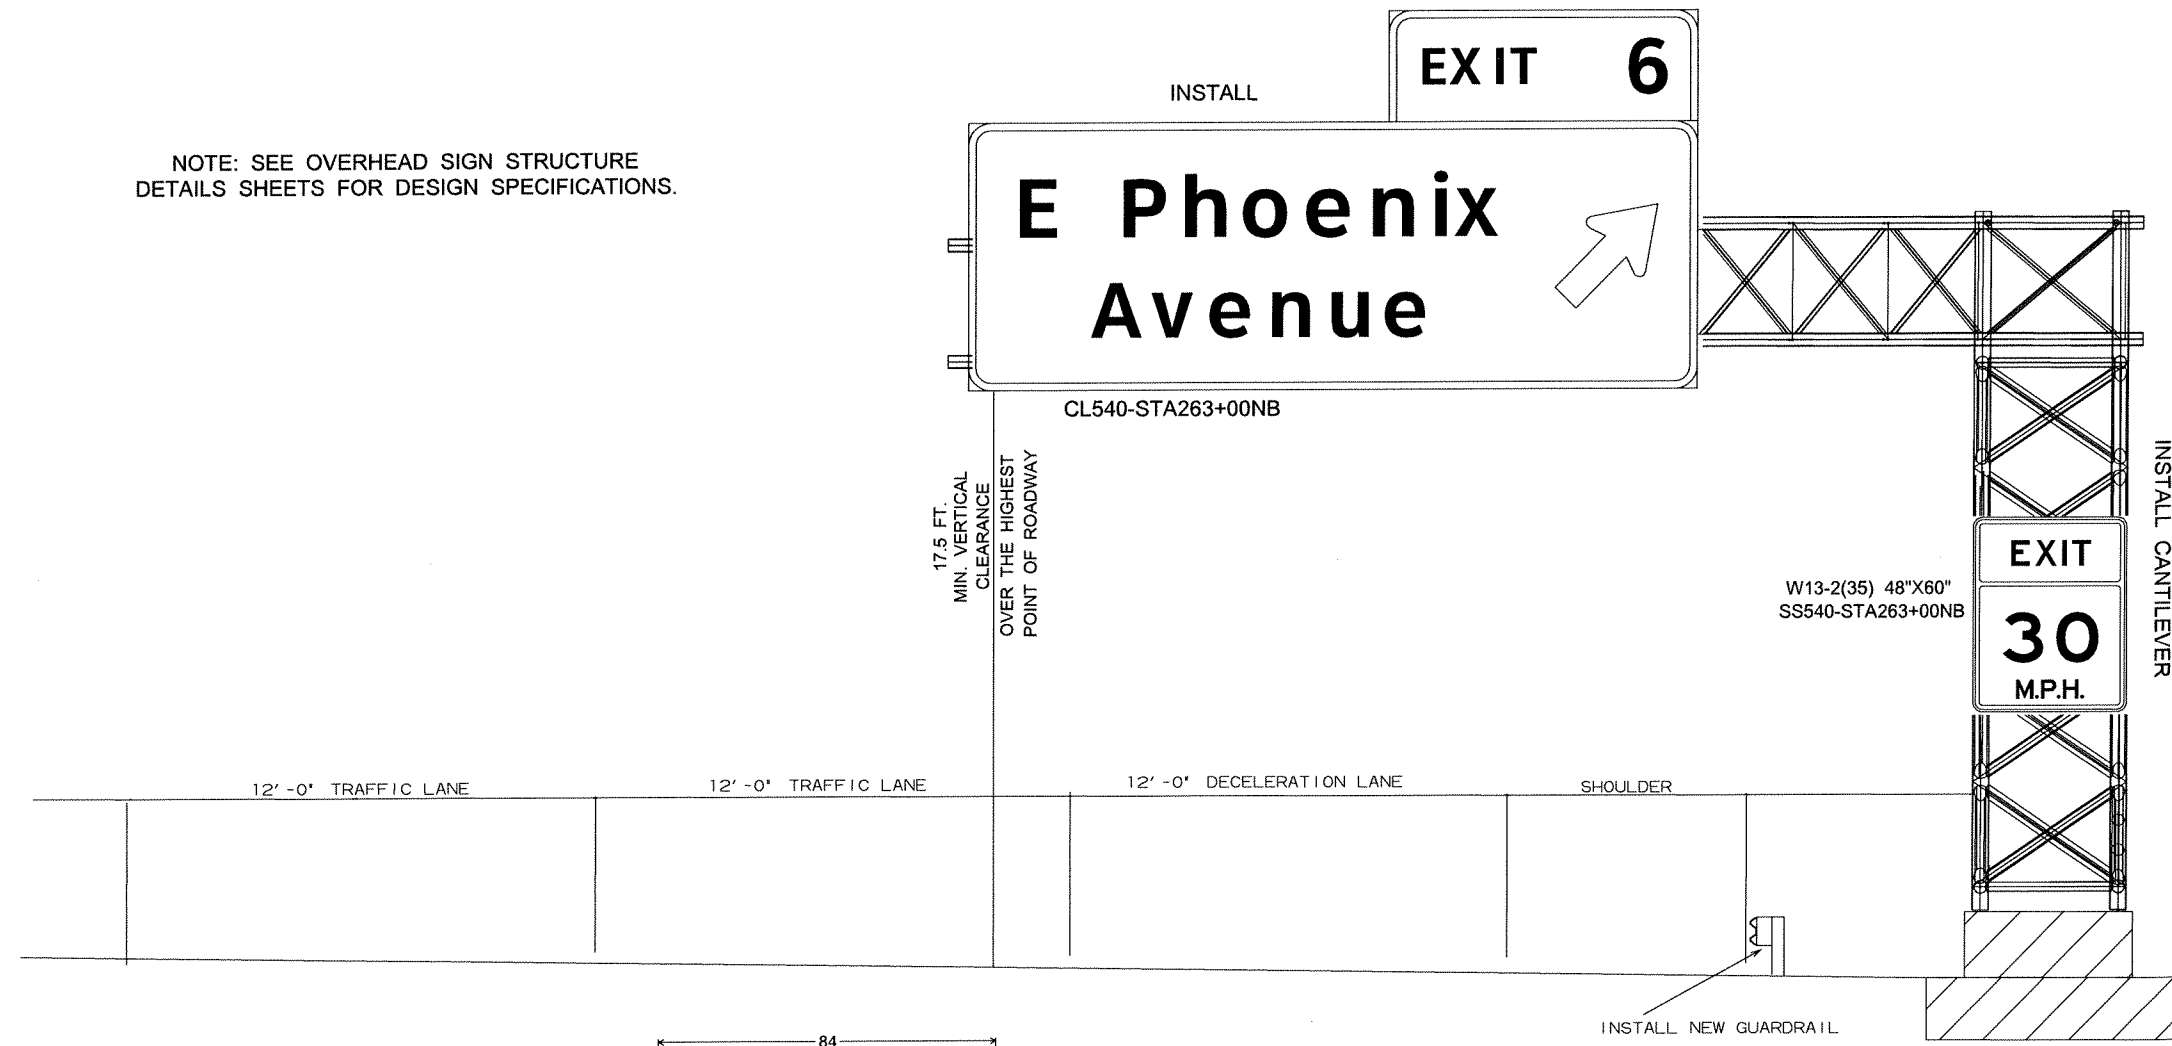 EXIT 6
INSTALL
NOTE: SEE OVERHEAD SIGN STRUCTURE
DETAILS SHEETS FOR DESIGN SPECIFICATIONS.
E Phoenix
Avenue
CL540-STA263+00NB
17.5 FT.
MIN. VERTICAL
CLEARANCE
OVER THE HIGHEST
POINT OF ROADWAY
INSTALL CANTILEVER
EXIT
30
M.P.H.
W13-2(35) 48"X60"
SS540-STA263+00NB
12'-0" TRAFFIC LANE
12'-0" TRAFFIC LANE
12'-0" DECELERATION LANE
SHOULDER
INSTALL NEW GUARDRAIL
84